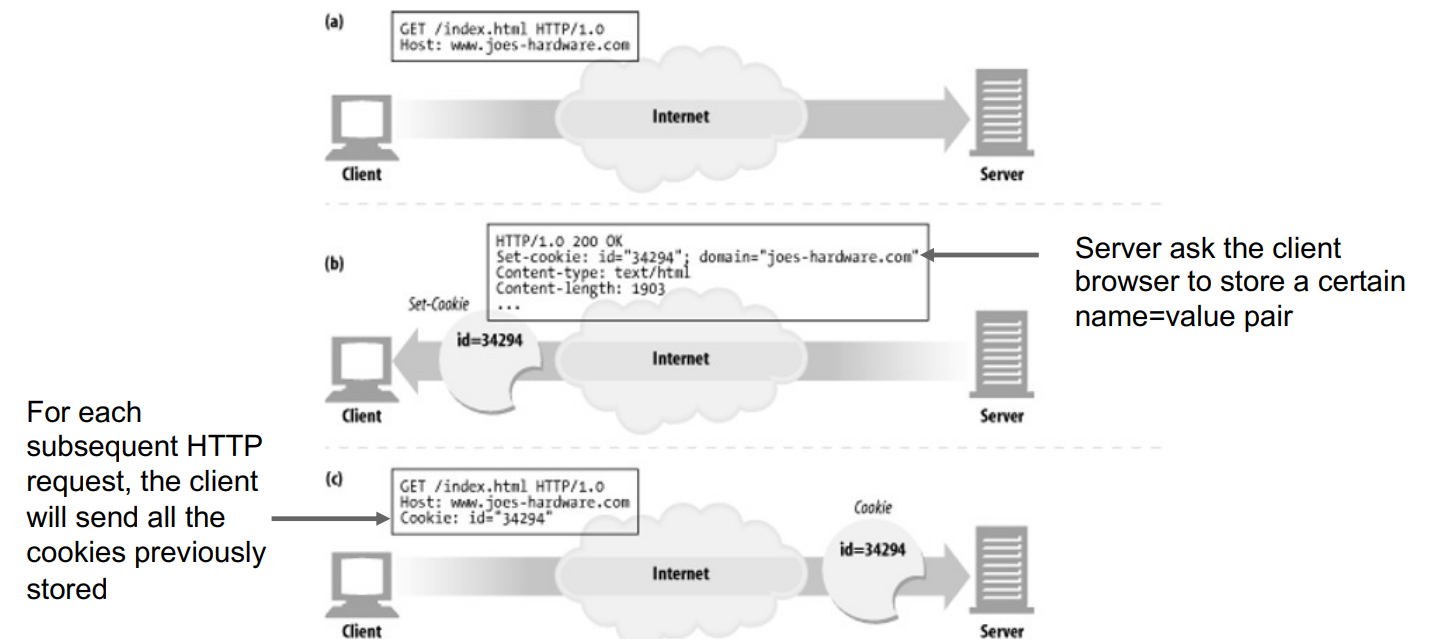 (a)
GET /index.html HTTP/1.0
Host: www.joes-hardware.com
Internet
Client
Server
(b)
HTTP/1.0 200 OK
Set-cookie: id="34294"; domain="joes-hardware.com"
Content-type: text/html
Content-length: 1903
...
Set-Cookie
id=34294
Internet
Client
Server
Server ask the client
browser to store a certain
name=value pair
For each
subsequent HTTP
request, the client
will send all the
cookies previously
stored
(c)
GET /index.html HTTP/1.0
Host: www.joes-hardware.com
Cookie: id="34294"
Cookie
id=34294
Internet
Client
Server